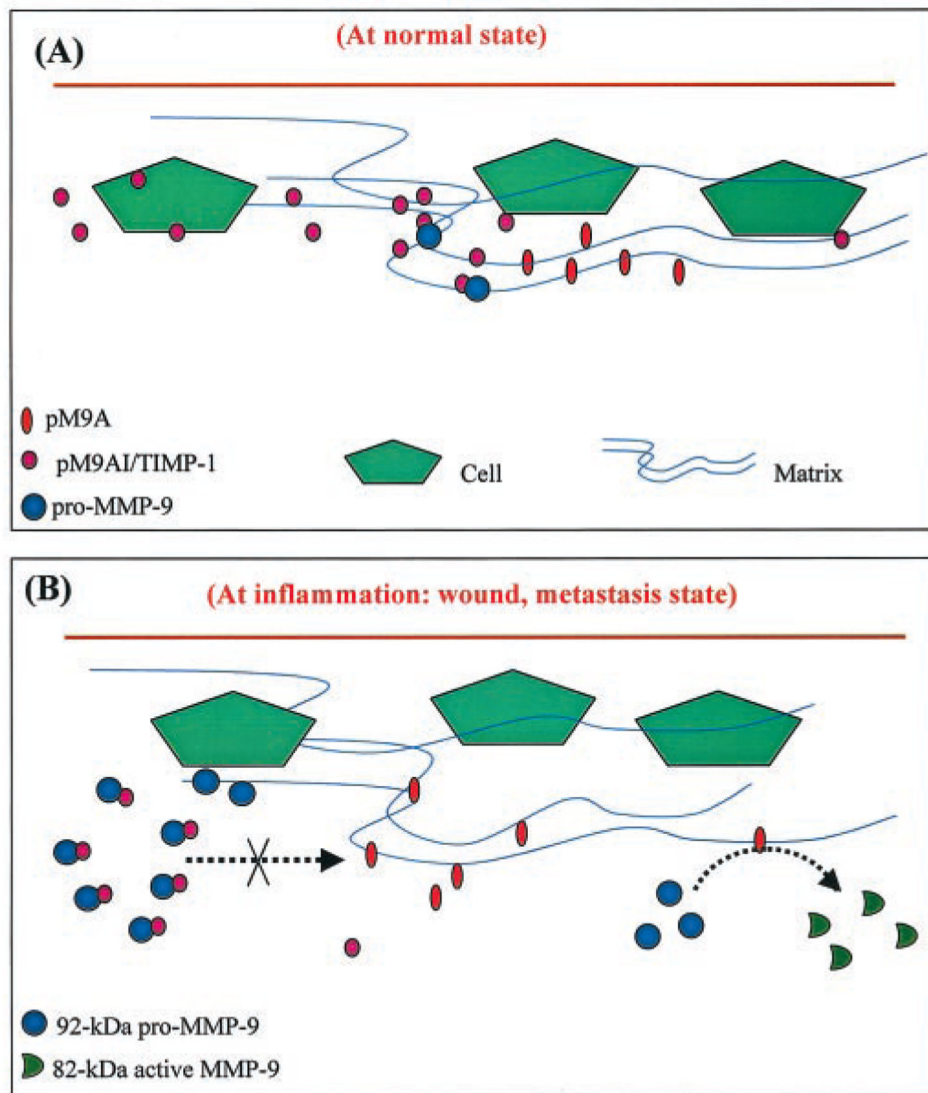 (A)
(At normal state)
pM9A
pM9AI/TIMP-1
pro-MMP-9
Cell
Matrix
(B)
(At inflammation: wound, metastasis state)
92-kDa pro-MMP-9
82-kDa active MMP-9